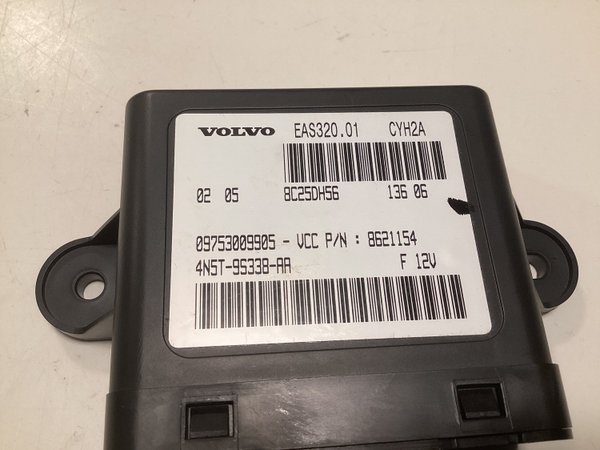 VOLVO EAS320.01 CYH2A
02 05 8C25DH56 136 06
09753009905 - VCC P/N : 8621154
4N5T-9S338-AA F 12V